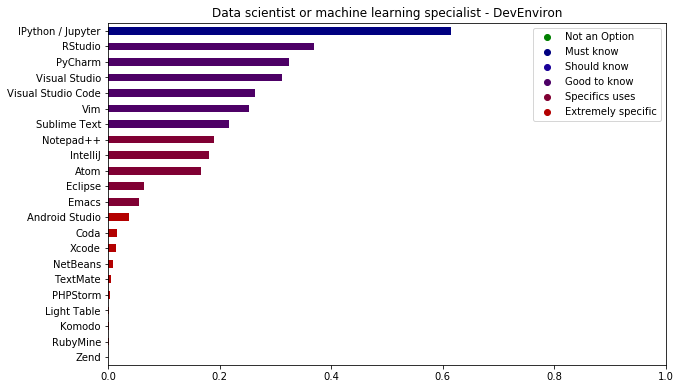 Data scientist or machine learning specialist - DevEnviron
IPython / Jupyter
RStudio
PyCharm
Visual Studio
Visual Studio Code
Vim
Sublime Text
Notepad++
IntelliJ
Atom
Eclipse
Emacs
Android Studio
Coda
Xcode
NetBeans
TextMate
PHPStorm
Light Table
Komodo
RubyMine
Zend
Not an Option
Must know
Should know
Good to know
Specifics uses
Extremely specific
0.0 0.2 0.4 0.6 0.8 1.0